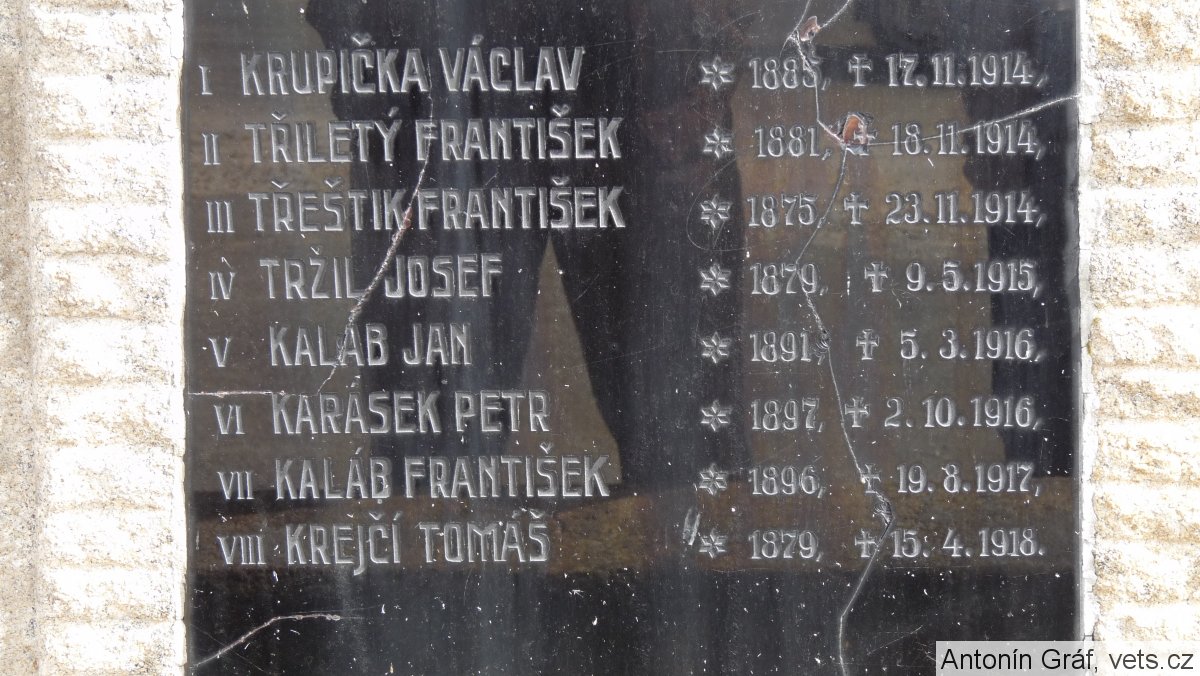 I KRUPIČKA VÁCLAV * 1885, ✝ 17. 11. 1914,
II TŘILETÝ FRANTIŠEK * 1881, ✝ 18. 11. 1914,
III TŘEŠTIK FRANTIŠEK * 1875, ✝ 23. 11. 1914,
IV TRŽIL JOSEF * 1879, ✝ 9. 5. 1915,
V KALÁB JAN * 1891, ✝ 5. 3. 1916,
VI KARÁSEK PETR * 1897, ✝ 2. 10. 1916,
VII KALÁB FRANTIŠEK * 1896, ✝ 19. 8. 1917,
VIII KREJČÍ TOMÁŠ * 1879, ✝ 15. 4. 1918.
Antonín Gráf, vets.cz